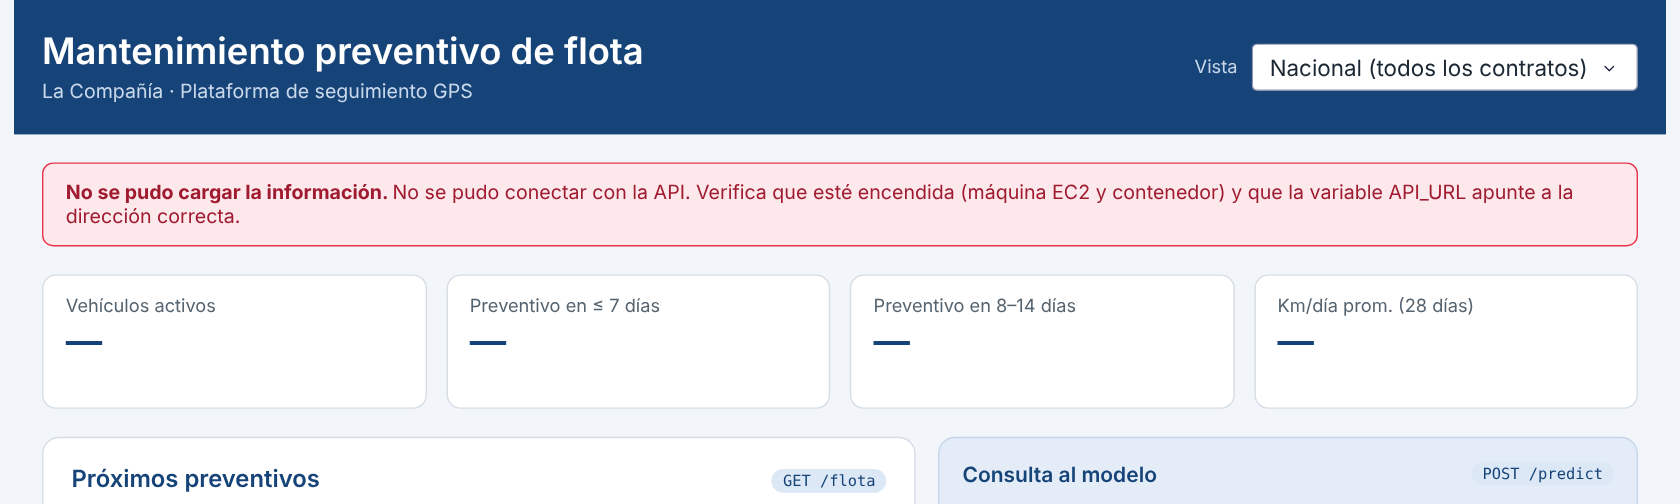 Mantenimiento preventivo de flota
La Compañía · Plataforma de seguimiento GPS
Vista
Nacional (todos los contratos)
No se pudo cargar la información. No se pudo conectar con la API. Verifica que esté encendida (máquina EC2 y contenedor) y que la variable API_URL apunte a la
dirección correcta.
Vehículos activos
—
Preventivo en ≤ 7 días
—
Preventivo en 8–14 días
—
Km/día prom. (28 días)
—
Próximos preventivos
GET /flota
Consulta al modelo
POST /predict